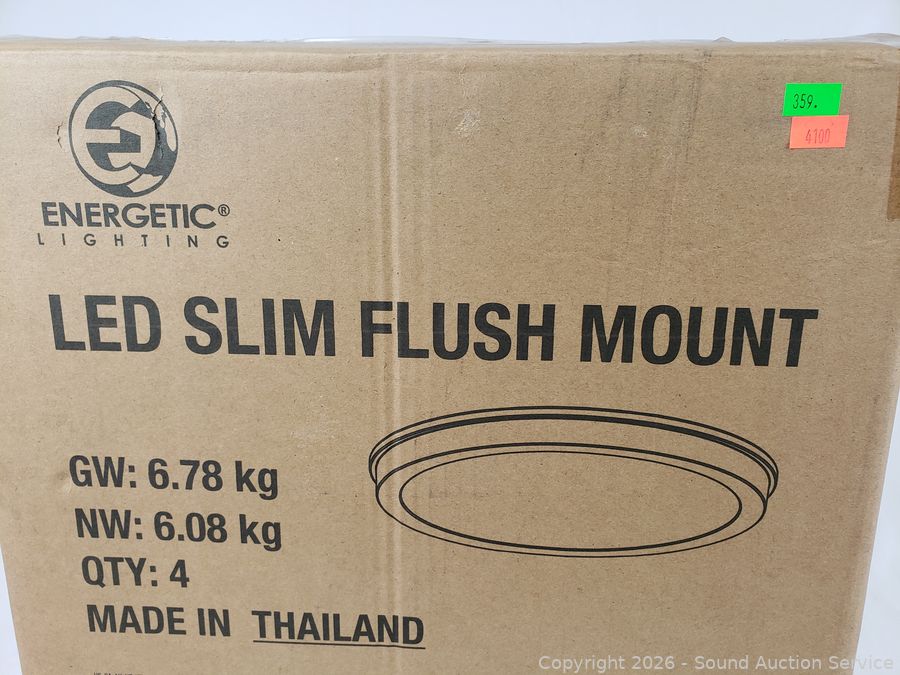 359.
4100
ENERGETIC®
LIGHTING
LED SLIM FLUSH MOUNT
GW: 6.78 kg
NW: 6.08 kg
QTY: 4
MADE IN THAILAND
Copyright 2026 - Sound Auction Service